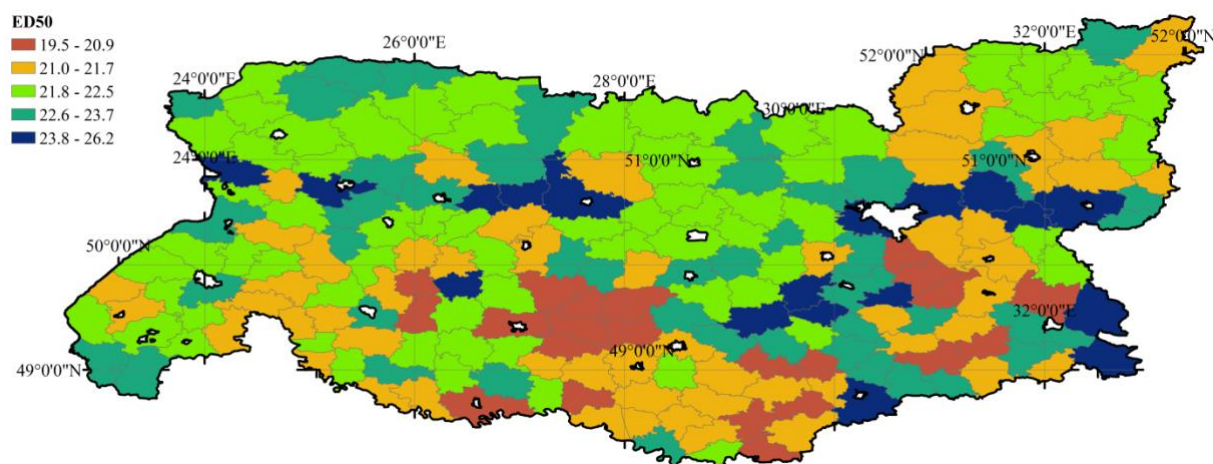 ED50
19.5 - 20.9
21.0 - 21.7
21.8 - 22.5
22.6 - 23.7
23.8 - 26.2
32°0'0"E
52°0'0"N
26°0'0"E
52°0'0"N
24°0'0"E
28°0'0"E
30°0'0"E
24°0'0"E
51°0'0"N
51°0'0"N
50°0'0"N
32°0'0"E
49°0'0"N
49°0'0"N